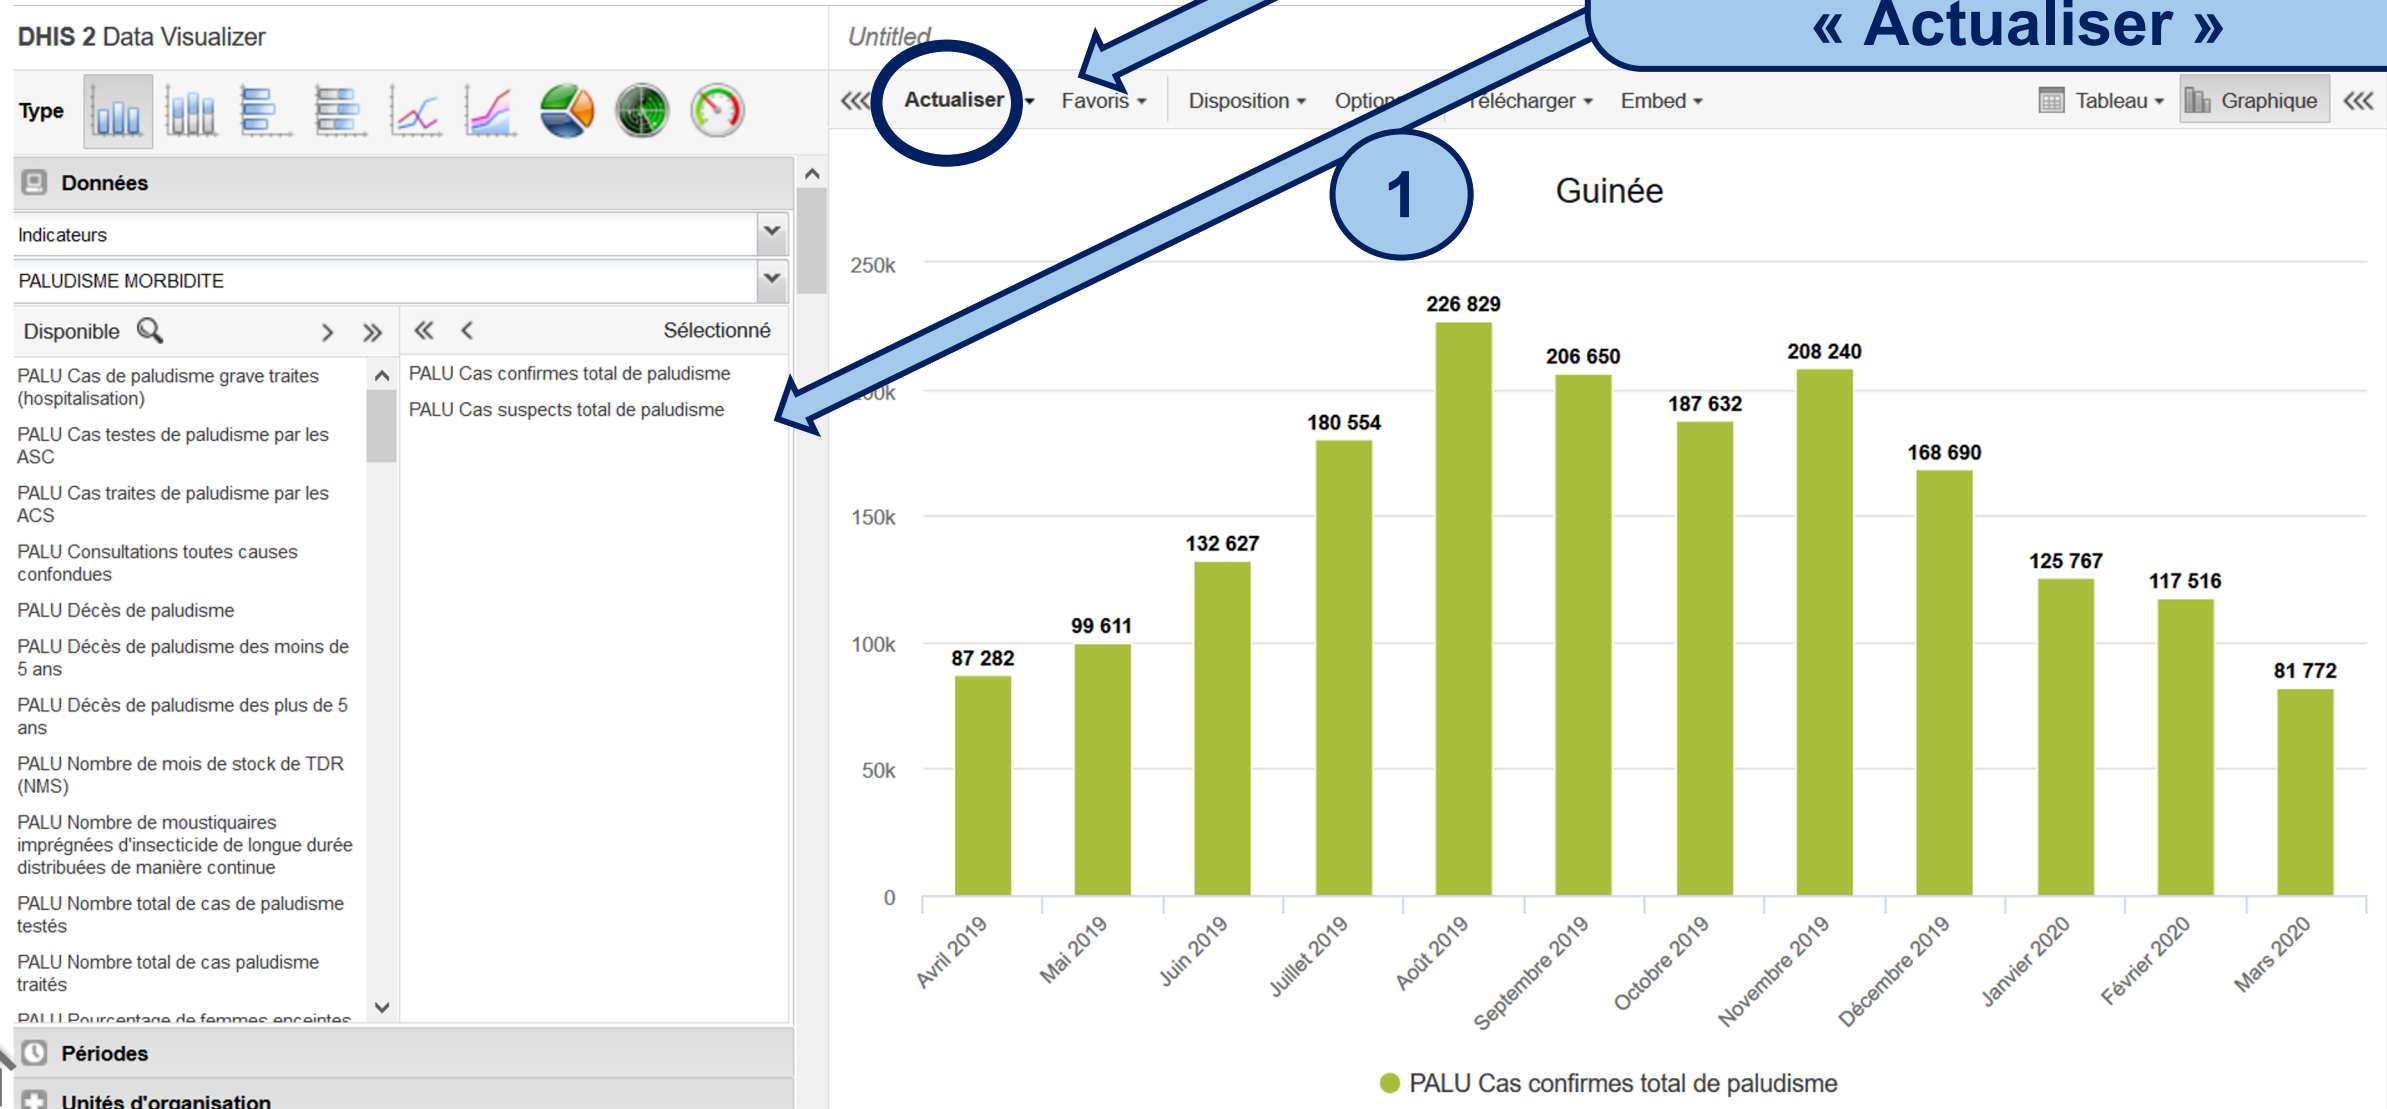 DHIS 2 Data Visualizer
Untitled
« Actualiser »
Type
Actualiser
Favoris
Disposition
Télécharger
Embed
Tableau
Graphique
Données
Indicateurs
PALUDISME MORBIDITE
Disponible
Sélectionné
PALU Cas de paludisme grave traites
(hospitalisation)
PALU Cas testes de paludisme par les
ASC
PALU Cas traites de paludisme par les
ACS
PALU Consultations toutes causes
confondues
PALU Décès de paludisme
PALU Décès de paludisme des moins de
5 ans
PALU Décès de paludisme des plus de 5
ans
PALU Nombre de mois de stock de TDR
(NMS)
PALU Nombre de moustiquaires
imprégnées d'insecticide de longue durée
distribuées de manière continue
PALU Nombre total de cas de paludisme
testés
PALU Nombre total de cas paludisme
traités
PALU Pourcentage de femmes enceintes
PALU Cas confirmes total de paludisme
PALU Cas suspects total de paludisme
Périodes
Unités d'organisation
1
Guinée
250k
150k
100k
50k
0
87 282
99 611
132 627
180 554
226 829
206 650
187 632
208 240
168 690
125 767
117 516
81 772
Avril 2019
Mai 2019
Juin 2019
Juillet 2019
Août 2019
Septembre 2019
Octobre 2019
Novembre 2019
Décembre 2019
Janvier 2020
Février 2020
Mars 2020
PALU Cas confirmes total de paludisme